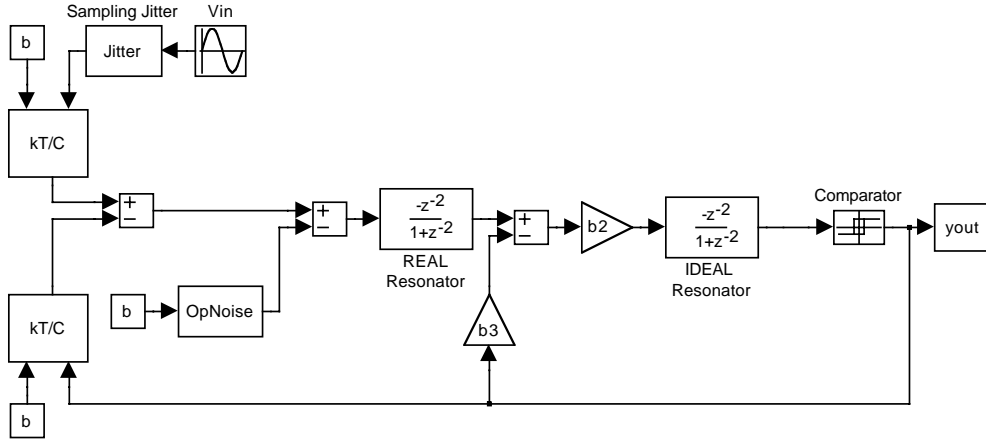 Sampling Jitter
Vin
b
Jitter
kT/C
+
−
+
−
-z-2
1+z-2
REAL
Resonator
+
−
b2
-z-2
1+z-2
IDEAL
Resonator
Comparator
yout
b
OpNoise
b3
kT/C
b